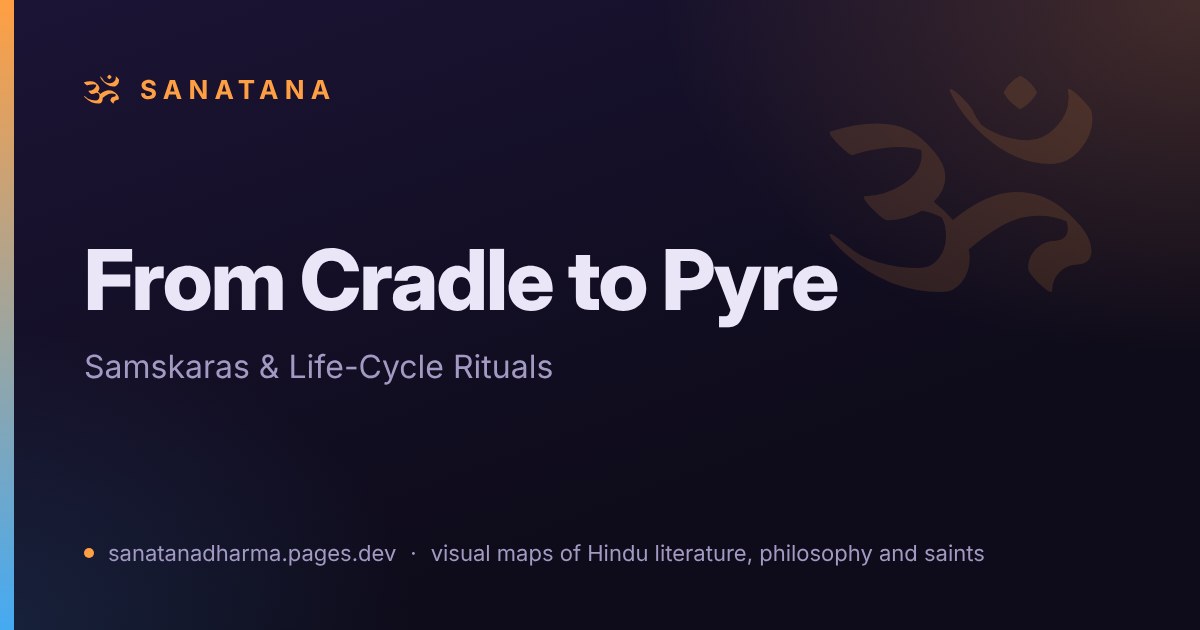 ॐ SANATANA
ॐ
From Cradle to Pyre
Samskaras & Life-Cycle Rituals
sanatanadharma.pages.dev · visual maps of Hindu literature, philosophy and saints